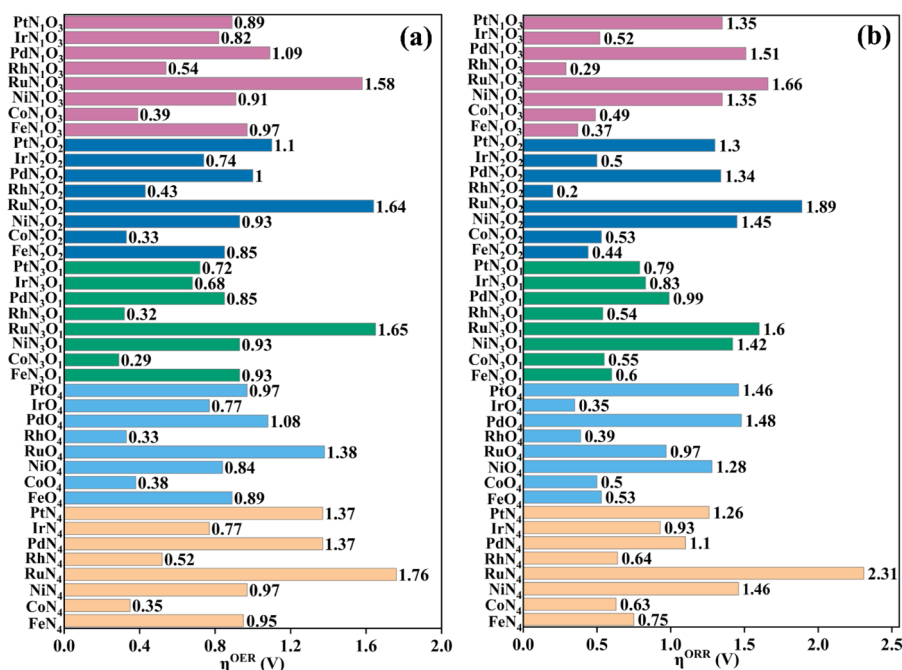 (a)
PtN₁O₃ 0.89
IrN₁O₃ 0.82
PdN₁O₃ 1.09
RhN₁O₃ 0.54
RuN₁O₃ 1.58
NiN₁O₃ 0.91
CoN₁O₃ 0.39
FeN₁O₃ 0.97
PtN₂O₂ 1.1
IrN₂O₂ 0.74
PdN₂O₂ 1
RhN₂O₂ 0.43
RuN₂O₂ 1.64
NiN₂O₂ 0.93
CoN₂O₂ 0.33
FeN₂O₂ 0.85
PtN₃O₁ 0.72
IrN₃O₁ 0.68
PdN₃O₁ 0.85
RhN₃O₁ 0.32
RuN₃O₁ 1.65
NiN₃O₁ 0.93
CoN₃O₁ 0.29
FeN₃O₁ 0.93
PtO₄ 0.97
IrO₄ 0.77
PdO₄ 1.08
RhO₄ 0.33
RuO₄ 1.38
NiO₄ 0.84
CoO₄ 0.38
FeO₄ 0.89
PtN₄ 1.37
IrN₄ 0.77
PdN₄ 1.37
RhN₄ 0.52
RuN₄ 1.76
NiN₄ 0.97
CoN₄ 0.35
FeN₄ 0.95
0.0 0.4 0.8 1.2 1.6 2.0
η^OER (V)
(b)
PtN₁O₃ 1.35
IrN₁O₃ 0.52
PdN₁O₃ 1.51
RhN₁O₃ 0.29
RuN₁O₃ 1.66
NiN₁O₃ 1.35
CoN₁O₃ 0.49
FeN₁O₃ 0.37
PtN₂O₂ 1.3
IrN₂O₂ 0.5
PdN₂O₂ 1.34
RhN₂O₂ 0.2
RuN₂O₂ 1.89
NiN₂O₂ 1.45
CoN₂O₂ 0.53
FeN₂O₂ 0.44
PtN₃O₁ 0.79
IrN₃O₁ 0.83
PdN₃O₁ 0.99
RhN₃O₁ 0.54
RuN₃O₁ 1.6
NiN₃O₁ 1.42
CoN₃O₁ 0.55
FeN₃O₁ 0.6
PtO₄ 1.46
IrO₄ 0.35
PdO₄ 1.48
RhO₄ 0.39
RuO₄ 0.97
NiO₄ 1.28
CoO₄ 0.5
FeO₄ 0.53
PtN₄ 1.26
IrN₄ 0.93
PdN₄ 1.1
RhN₄ 0.64
RuN₄ 2.31
NiN₄ 1.46
CoN₄ 0.63
FeN₄ 0.75
0.0 0.5 1.0 1.5 2.0 2.5
η^ORR (V)